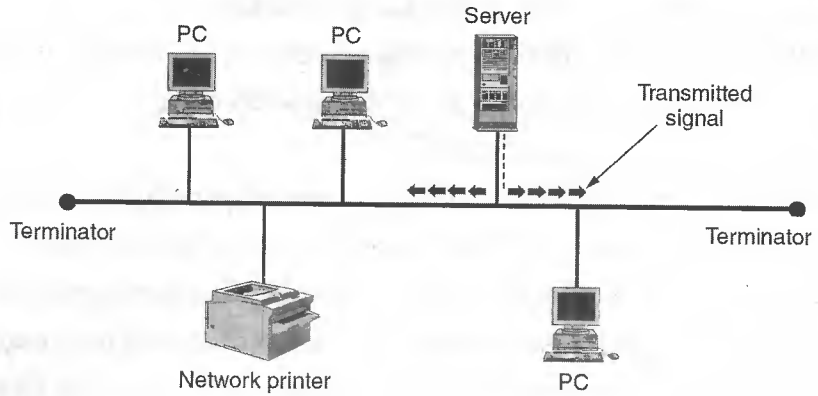 PC
PC
Server
Transmitted
signal
Terminator
Terminator
Network printer
PC